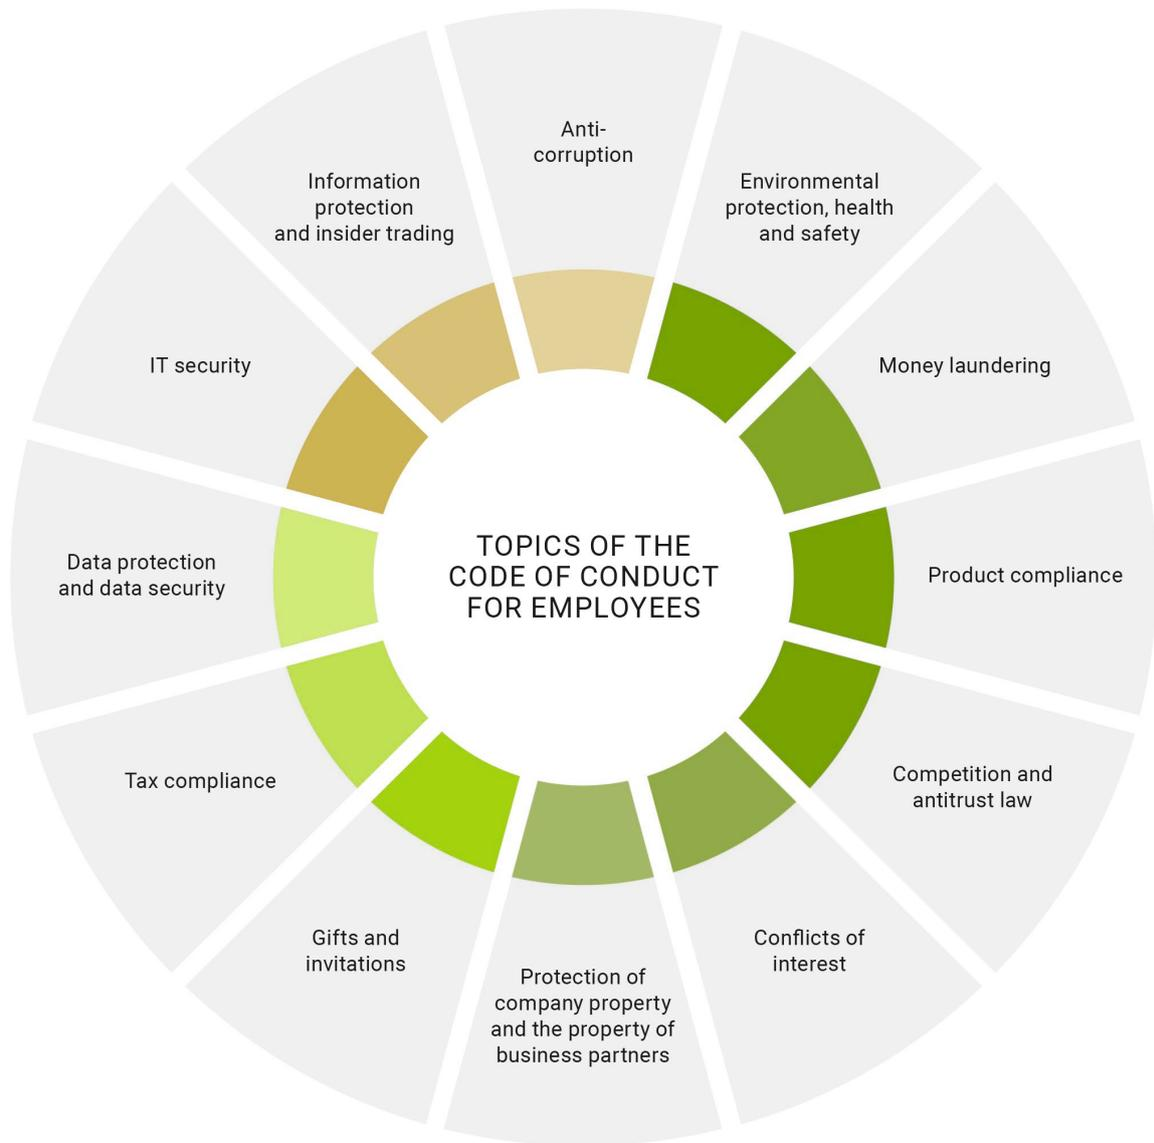 Anti-
corruption
Environmental
protection, health
and safety
Money laundering
Product compliance
Competition and
antitrust law
Conflicts of
interest
Protection of
company property
and the property of
business partners
Gifts and
invitations
Tax compliance
Data protection
and data security
IT security
Information
protection
and insider trading
TOPICS OF THE
CODE OF CONDUCT
FOR EMPLOYEES